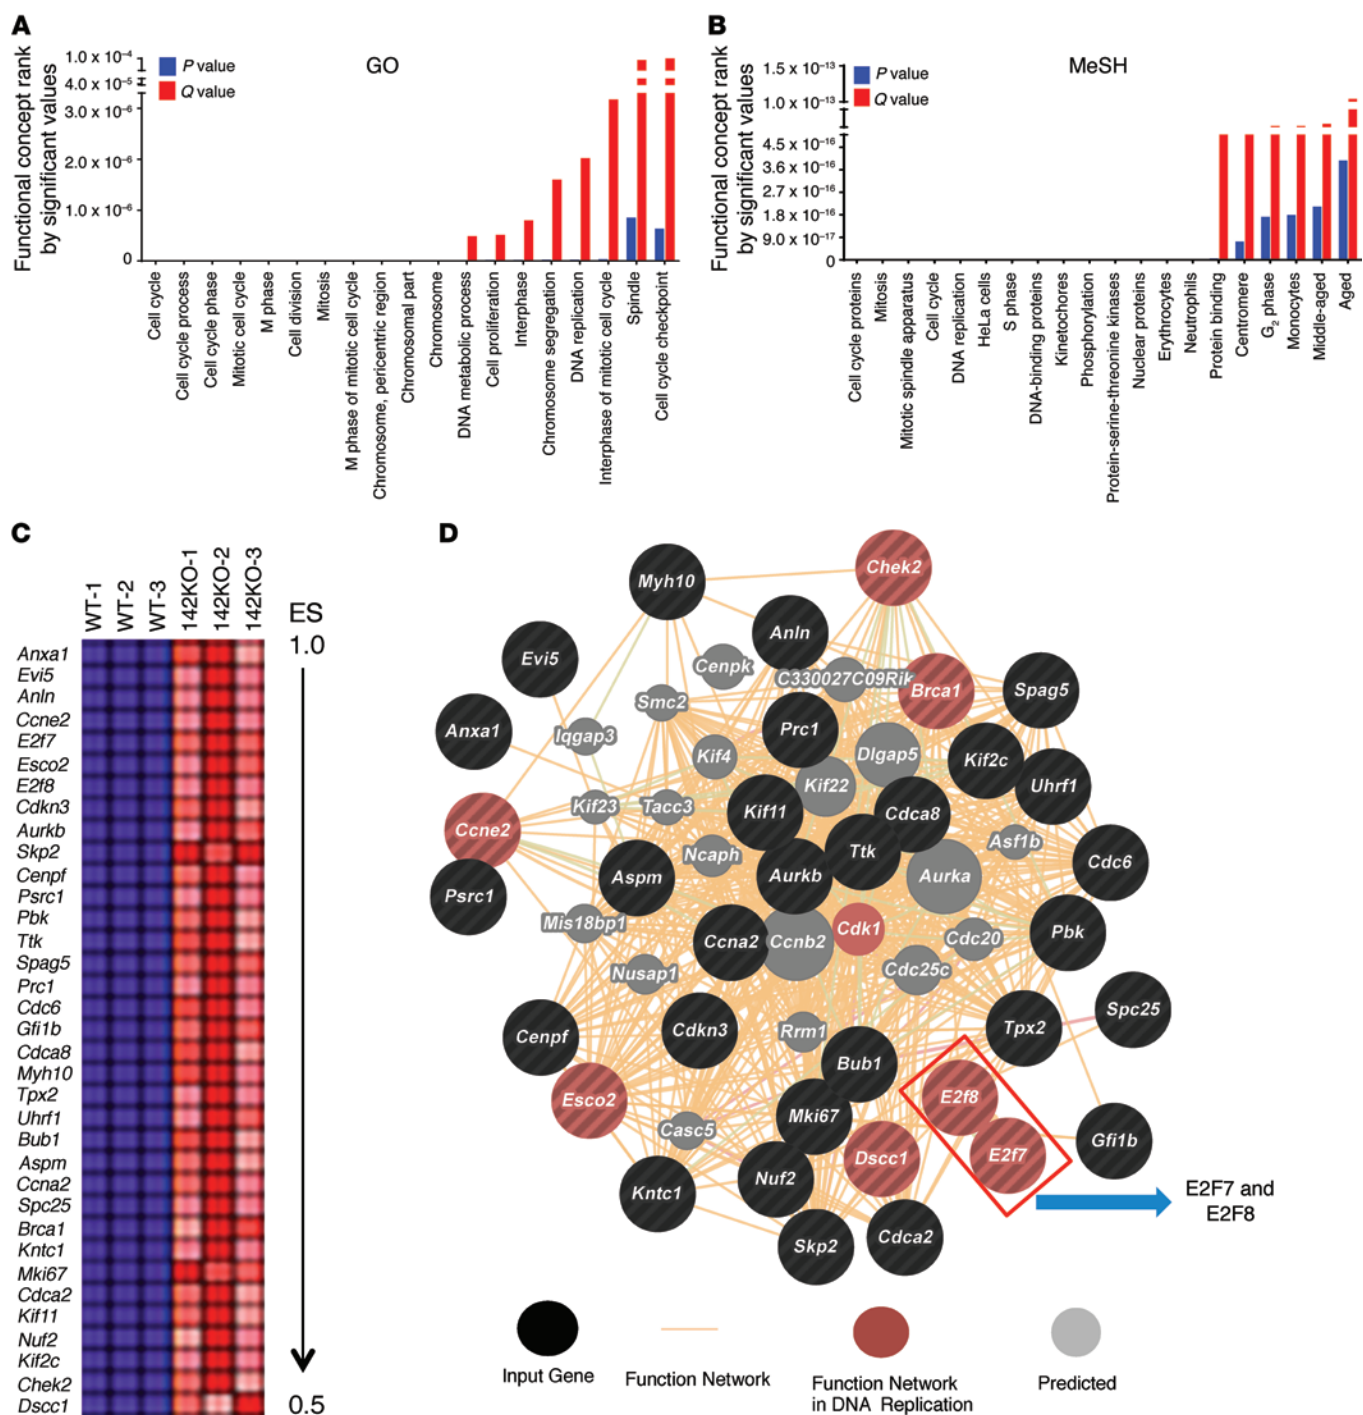 A
GO
P value
Q value
Functional concept rank
by significant values
1.0 x 10⁻⁴
4.0 x 10⁻⁵
3.0 x 10⁻⁶
2.0 x 10⁻⁶
1.0 x 10⁻⁶
0
Cell cycle
Cell cycle process
Cell cycle phase
Mitotic cell cycle
M phase
Cell division
Mitosis
M phase of mitotic cell cycle
Chromosome, pericentric region
Chromosomal part
Chromosome
DNA metabolic process
Cell proliferation
Interphase
Chromosome segregation
DNA replication
Interphase of mitotic cell cycle
Spindle
Cell cycle checkpoint
B
MeSH
P value
Q value
Functional concept rank
by significant values
1.5 x 10⁻¹³
1.0 x 10⁻¹³
4.5 x 10⁻¹⁶
3.6 x 10⁻¹⁶
2.7 x 10⁻¹⁶
1.8 x 10⁻¹⁶
9.0 x 10⁻¹⁷
0
Cell cycle proteins
Mitosis
Mitotic spindle apparatus
Cell cycle
DNA replication
HeLa cells
S phase
DNA-binding proteins
Kinetochores
Phosphorylation
Protein-serine-threonine kinases
Nuclear proteins
Erythrocytes
Neutrophils
Protein binding
Centromere
G₂ phase
Monocytes
Middle-aged
Aged
C
WT-1
WT-2
WT-3
142KO-1
142KO-2
142KO-3
ES
1.0
0.5
Anxa1
Evi5
Anln
Ccne2
E2f7
Esco2
E2f8
Cdkn3
Aurkb
Skp2
Cenpf
Psrc1
Pbk
Ttk
Spag5
Prc1
Cdc6
Gfi1b
Cdca8
Myh10
Tpx2
Uhrf1
Bub1
Aspm
Ccna2
Spc25
Brca1
Kntc1
Mki67
Cdca2
Kif11
Nuf2
Kif2c
Chek2
Dscc1
D
Chek2
Myh10
Anln
Evi5
Cenpk
C330027C09Rik
Brca1
Spag5
Smc2
Anxa1
Iqgap3
Prc1
Kif4
Dlgap5
Kif2c
Uhrf1
Kif22
Kif23
Tacc3
Kif11
Cdca8
Ccne2
Asf1b
Ttk
Ncaph
Cdc6
Aspm
Aurkb
Aurka
Psrc1
Mis18bp1
Cdk1
Cdc20
Pbk
Ccna2
Ccnb2
Nusap1
Cdc25c
Spc25
Cenpf
Cdkn3
Rrm1
Tpx2
Bub1
Esco2
E2f8
Mki67
Casc5
Gfi1b
Dscc1
E2f7
Nuf2
Kntc1
E2F7 and
E2F8
Skp2
Cdca2
Input Gene
Function Network
Function Network
in DNA Replication
Predicted